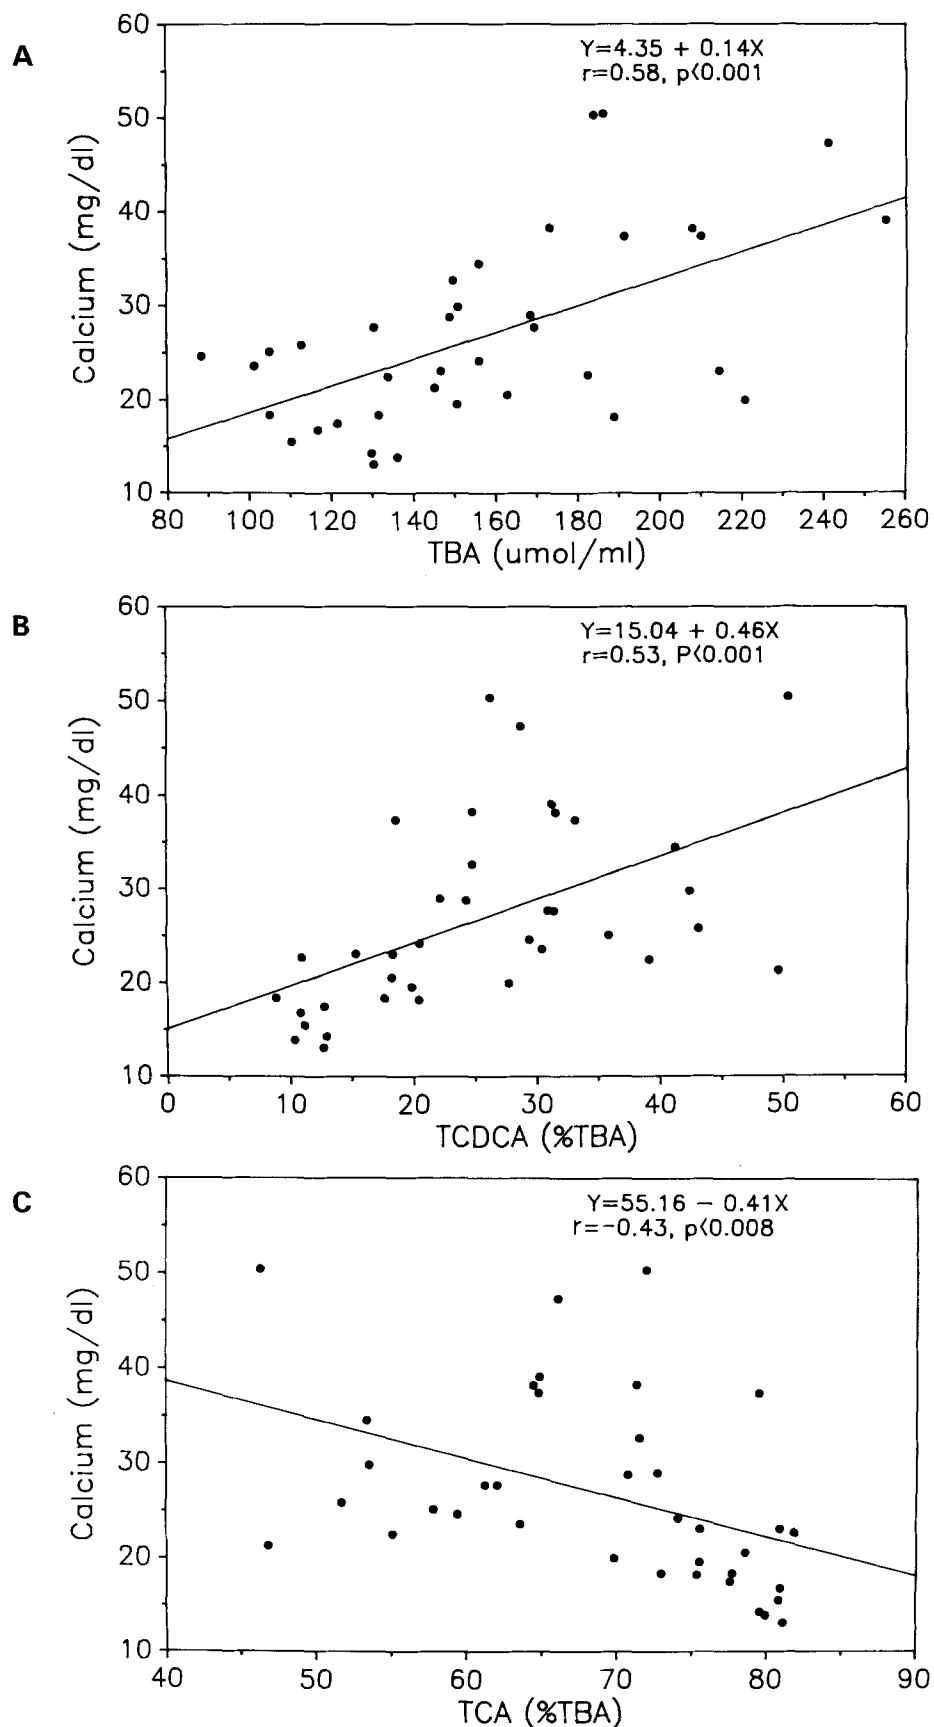 A
Y=4.35 + 0.14X
r=0.58, p<0.001
Calcium (mg/dl)
60
50
40
30
20
10
80 100 120 140 160 180 200 220 240 260
TBA (umol/ml)
B
Y=15.04 + 0.46X
r=0.53, P<0.001
Calcium (mg/dl)
60
50
40
30
20
10
0 10 20 30 40 50 60
TCDCA (%TBA)
C
Y=55.16 − 0.41X
r=-0.43, p<0.008
Calcium (mg/dl)
60
50
40
30
20
10
40 50 60 70 80 90
TCA (%TBA)